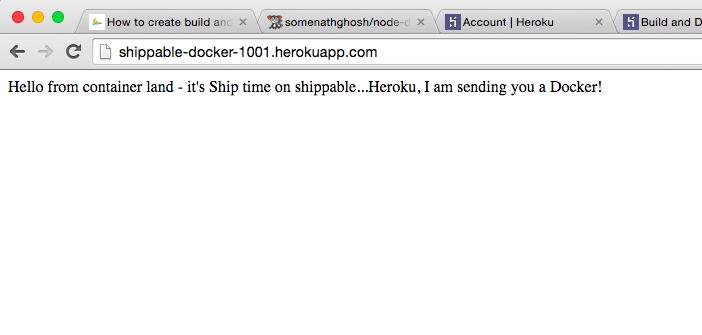 How to create build and
somenathghosh/node-d
Account | Heroku
Build and D
shippable-docker-1001.herokuapp.com
Hello from container land - it's Ship time on shippable...Heroku, I am sending you a Docker!